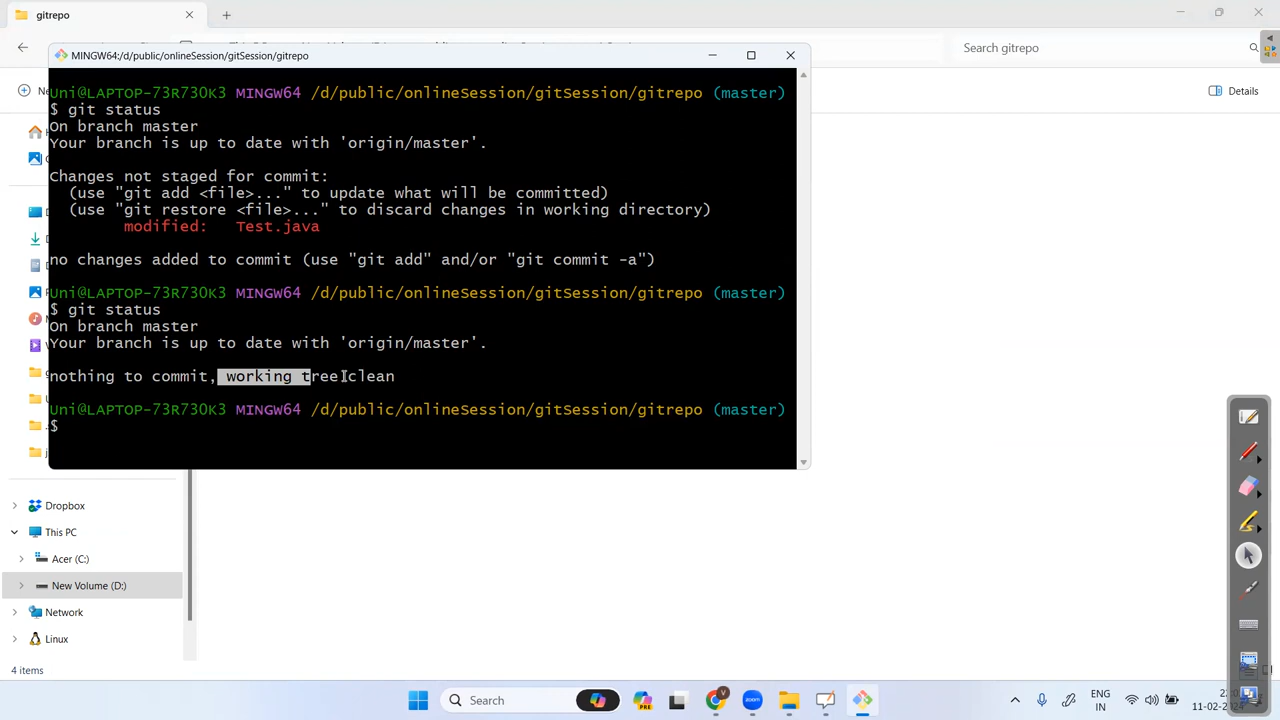 gitrepo
MINGW64:/d/public/onlineSession/gitSession/gitrepo
Search gitrepo
Details
Uni@LAPTOP-73R73OK3 MINGW64 /d/public/onlineSession/gitSession/gitrepo (master)
$ git status
On branch master
Your branch is up to date with 'origin/master'.
Changes not staged for commit:
(use "git add <file>..." to update what will be committed)
(use "git restore <file>..." to discard changes in working directory)
modified: Test.java
no changes added to commit (use "git add" and/or "git commit -a")
Uni@LAPTOP-73R73OK3 MINGW64 /d/public/onlineSession/gitSession/gitrepo (master)
$ git status
On branch master
Your branch is up to date with 'origin/master'.
nothing to commit, working tree clean
Uni@LAPTOP-73R73OK3 MINGW64 /d/public/onlineSession/gitSession/gitrepo (master)
$
Dropbox
This PC
Acer (C:)
New Volume (D:)
Network
Linux
4 items
Search
PRE
ENG
IN